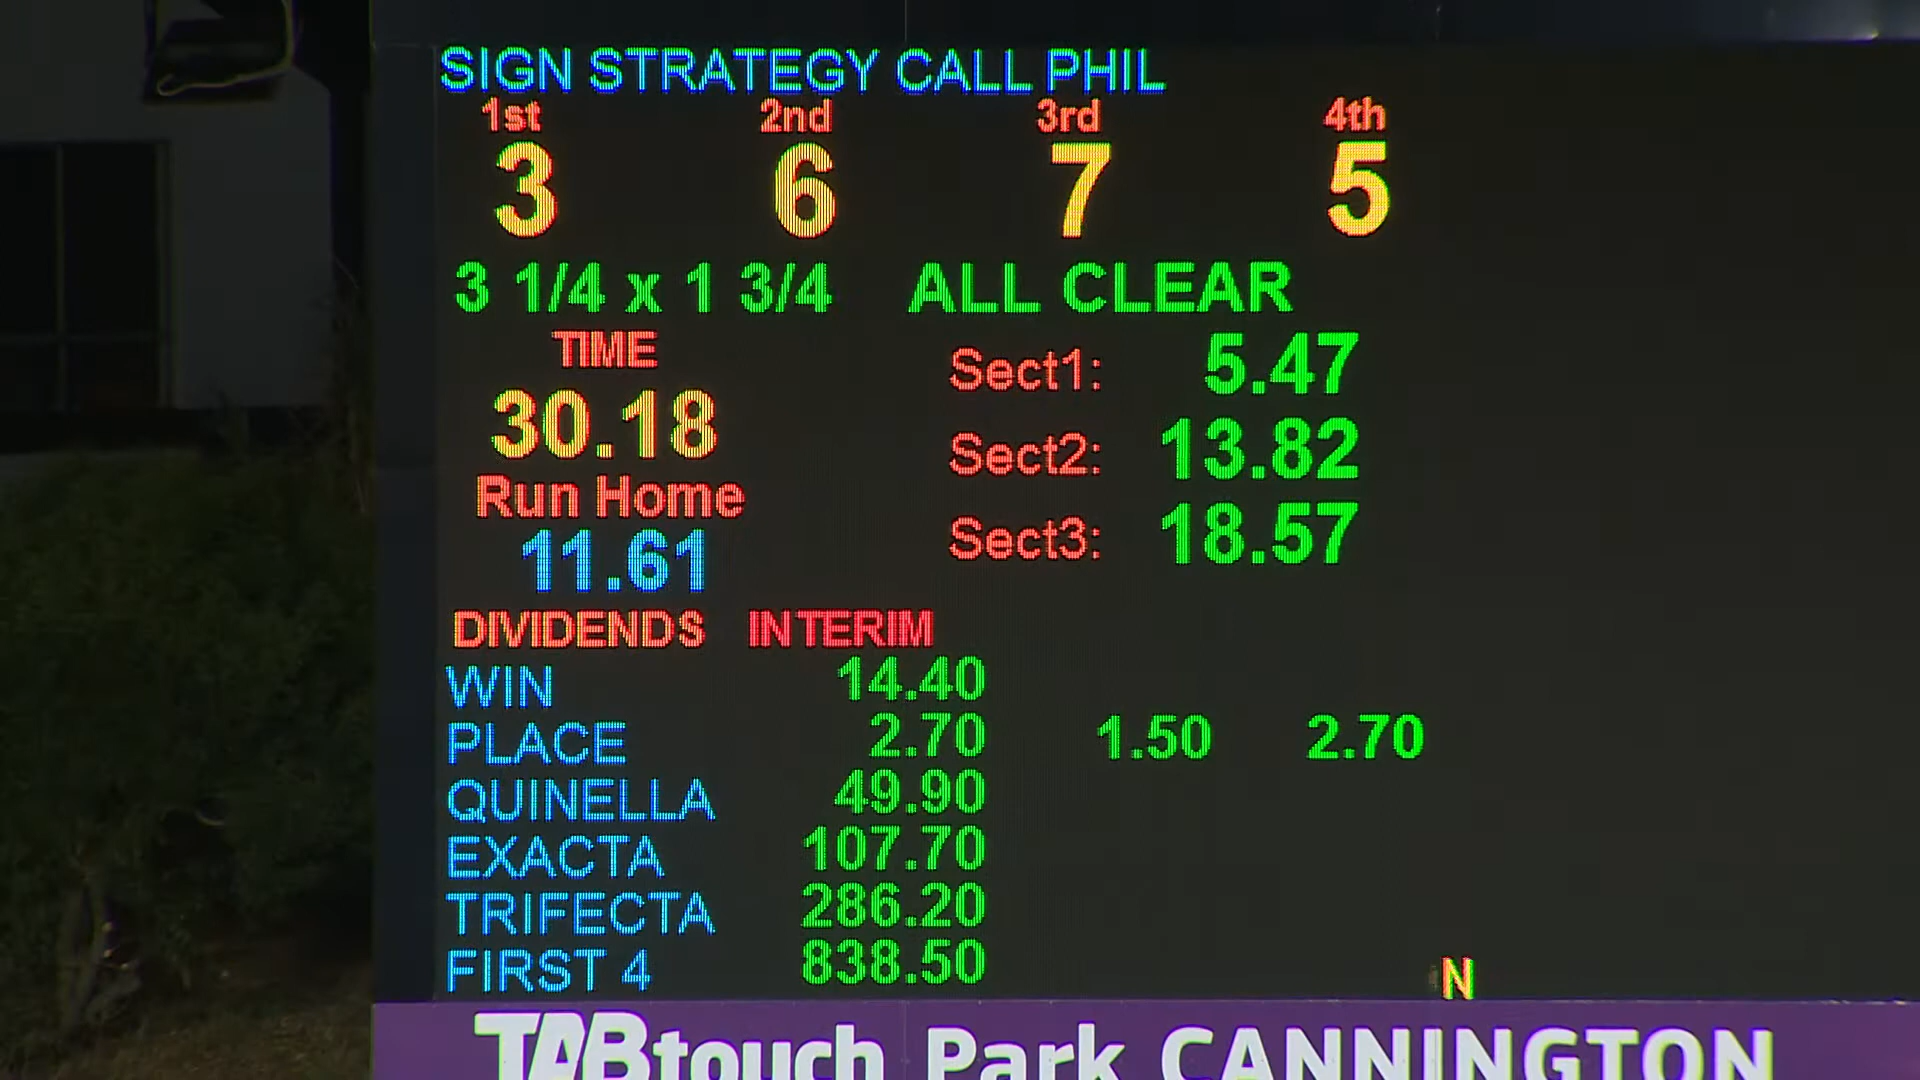 SIGN STRATEGY CALL PHIL
1st 2nd 3rd 4th
3 6 7 5
3 1/4 x 1 3/4 ALL CLEAR
TIME
Sect1: 5.47
30.18
Sect2: 13.82
Run Home
Sect3: 18.57
11.61
DIVIDENDS INTERIM
WIN 14.40
PLACE 2.70 1.50 2.70
QUINELLA 49.90
EXACTA 107.70
TRIFECTA 286.20
FIRST 4 838.50
N
TABtouch Park CANNINGTON